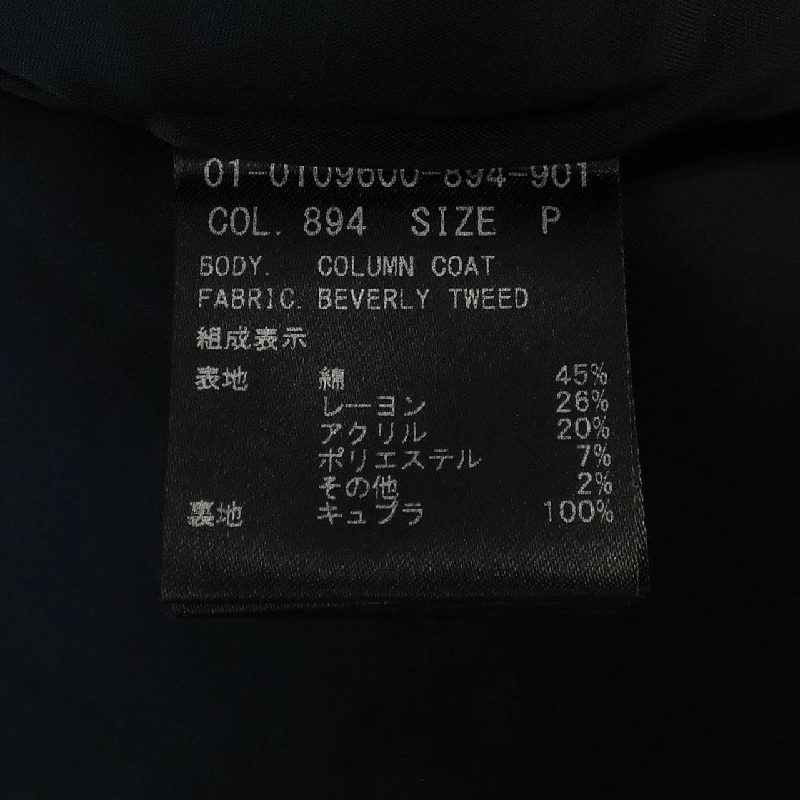 01-0109600-894-901
COL. 894 SIZE P
BODY. COLUMN COAT
FABRIC. BEVERLY TWEED
組成表示
表地 綿 45%
レーヨン 26%
アクリル 20%
ポリエステル 7%
その他 2%
裏地 キュプラ 100%